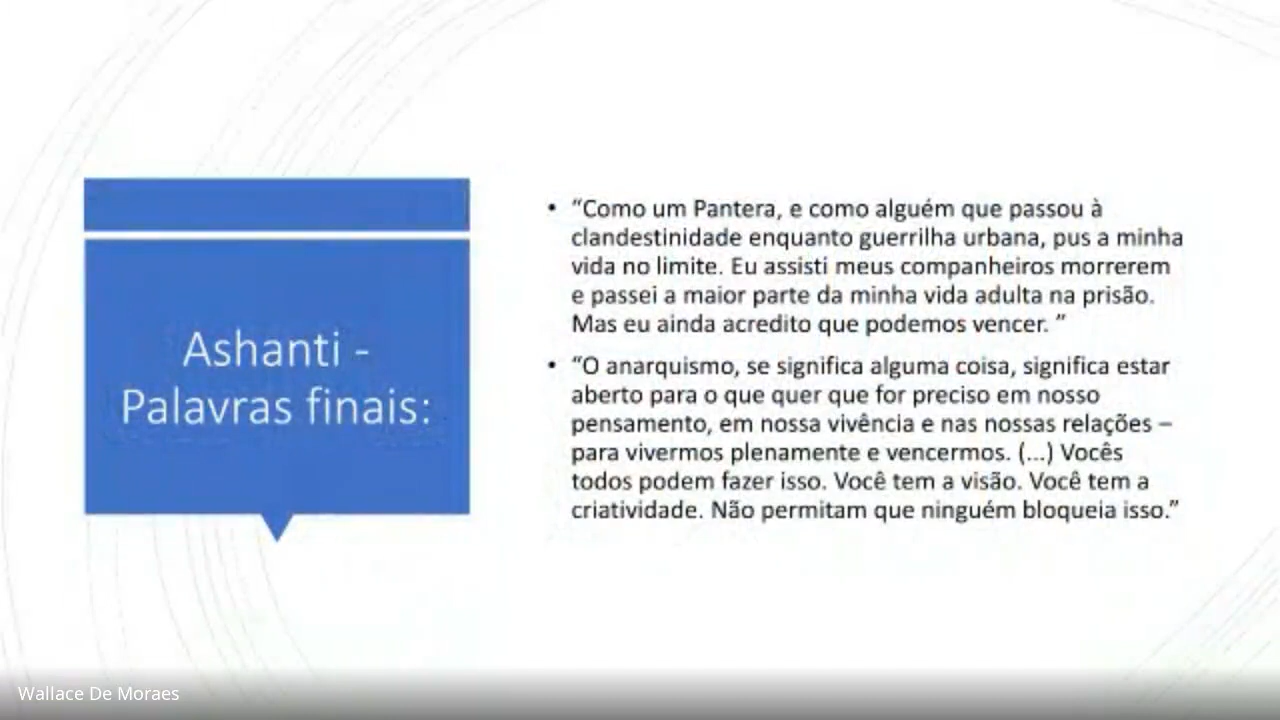 Ashanti -
Palavras finais:
• “Como um Pantera, e como alguém que passou à
clandestinidade enquanto guerrilha urbana, pus a minha
vida no limite. Eu assisti meus companheiros morrerem
e passei a maior parte da minha vida adulta na prisão.
Mas eu ainda acredito que podemos vencer. ”
• “O anarquismo, se significa alguma coisa, significa estar
aberto para o que quer que for preciso em nosso
pensamento, em nossa vivência e nas nossas relações –
para vivermos plenamente e vencermos. (...) Vocês
todos podem fazer isso. Você tem a visão. Você tem a
criatividade. Não permitam que ninguém bloqueia isso.”
Wallace De Moraes